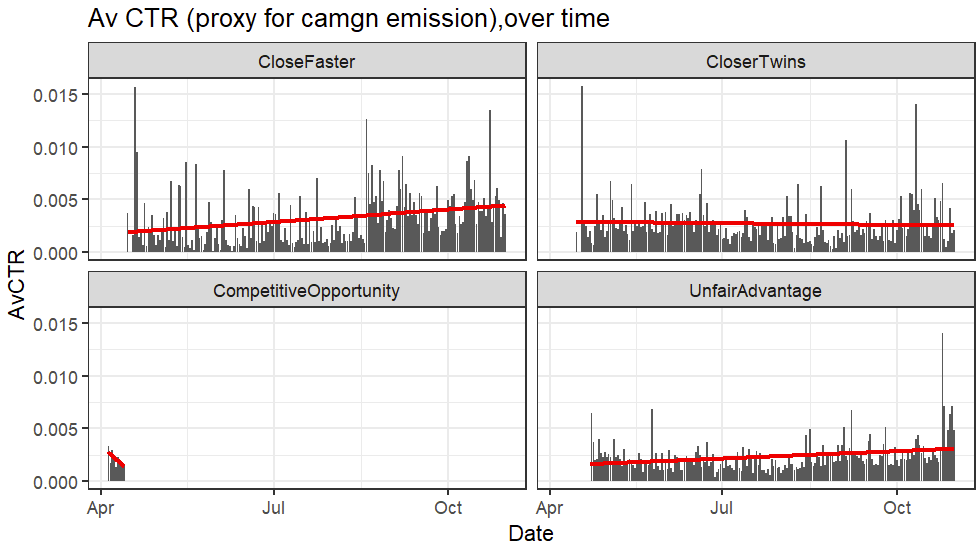 Av CTR (proxy for camgn emission),over time
CloseFaster
CloserTwins
0.015
0.010
0.005
0.000
CompetitiveOpportunity
UnfairAdvantage
0.015
0.010
0.005
0.000
AvCTR
Apr
Jul
Oct
Apr
Jul
Oct
Date